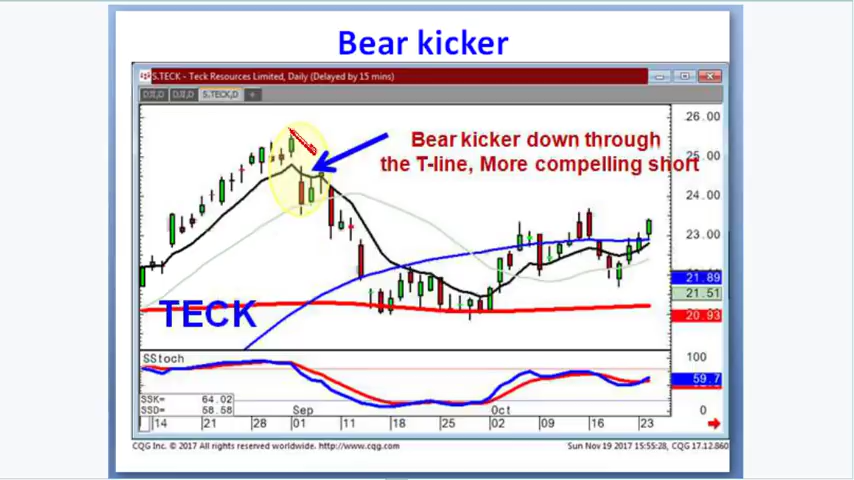 Bear kicker
S.TECK - Teck Resources Limited, Daily (Delayed by 15 mins)
DJI,D DJI,D S.TECK,D +
26.00
Bear kicker down through
the T-line, More compelling short
25.00
24.00
23.00
21.89
21.51
20.93
TECK
SStoch
100
59.7
0
SSK= 64.02
SSD= 58.58
Sep Oct
14 21 28 01 11 18 25 02 09 16 23
CQG Inc. © 2017 All rights reserved worldwide. http://www.cqg.com
Sun Nov 19 2017 15:55:28, CQG 17.12.860